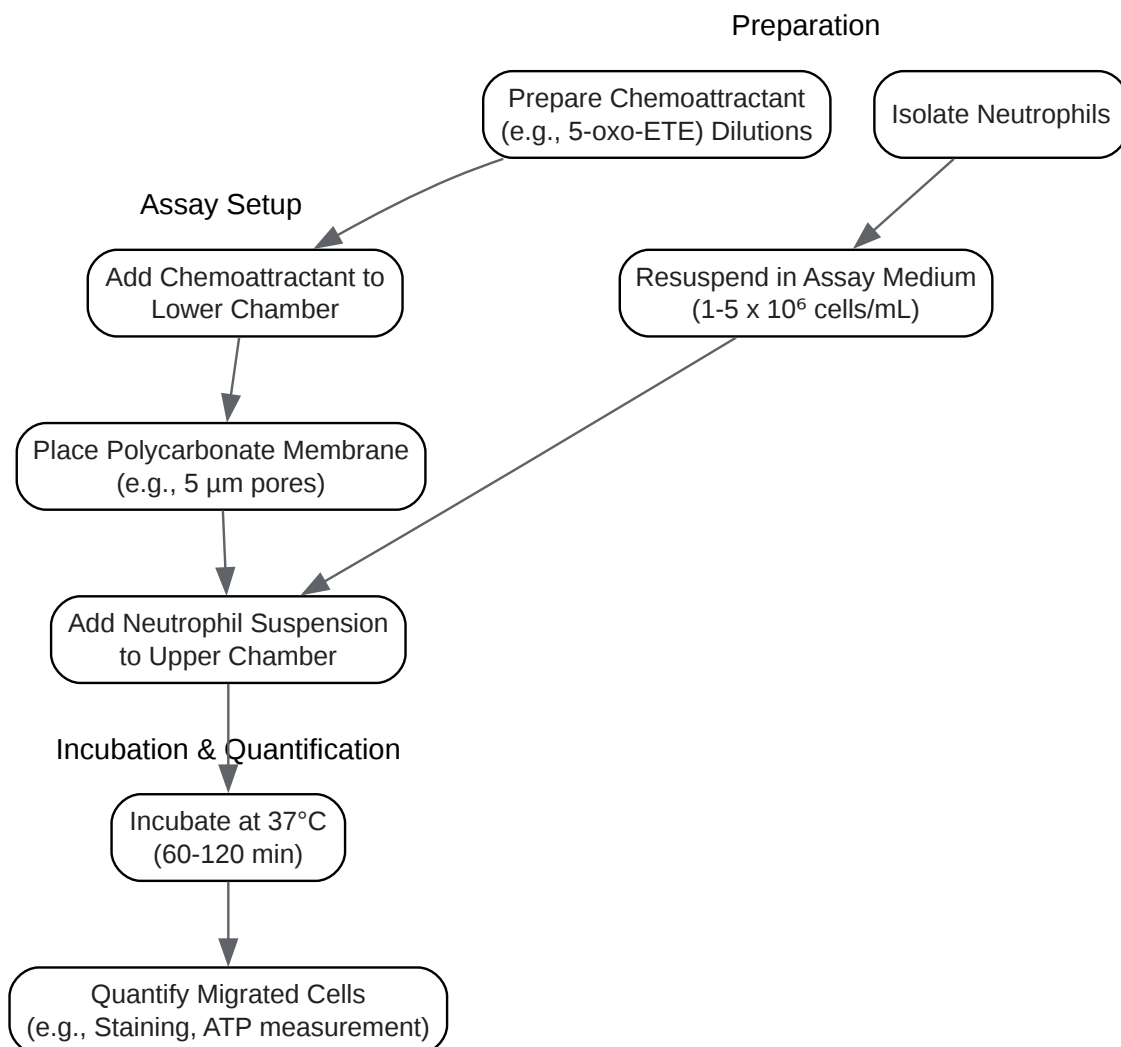 Preparation
Prepare Chemoattractant
(e.g., 5-oxo-ETE) Dilutions
Isolate Neutrophils
Assay Setup
Add Chemoattractant to
Lower Chamber
Resuspend in Assay Medium
(1-5 x 10⁶ cells/mL)
Place Polycarbonate Membrane
(e.g., 5 µm pores)
Add Neutrophil Suspension
to Upper Chamber
Incubation & Quantification
Incubate at 37°C
(60-120 min)
Quantify Migrated Cells
(e.g., Staining, ATP measurement)